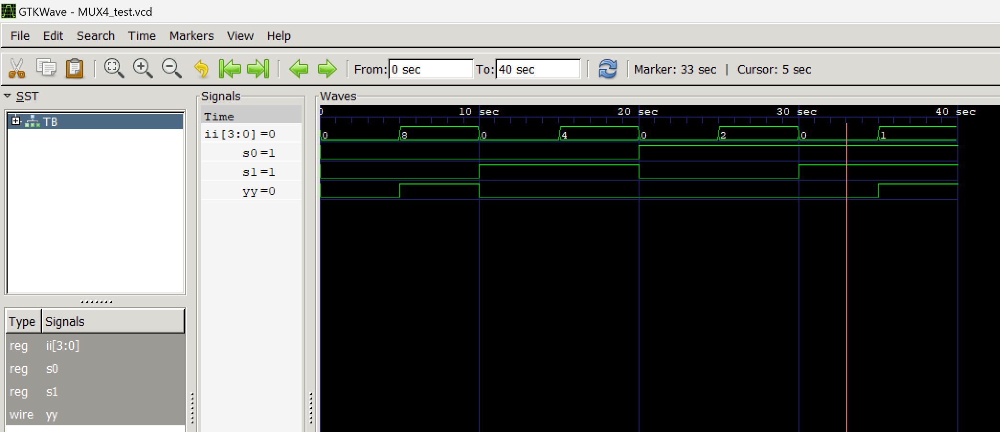 GTKWave - MUX4_test.vcd
File Edit Search Time Markers View Help
From: 0 sec To: 40 sec Marker: 33 sec | Cursor: 5 sec
SST
TB
Type Signals
reg ii[3:0]
reg s0
reg s1
wire yy
Signals
Time
ii[3:0] =0
s0 =1
s1 =1
yy =0
Waves
0 10 sec 20 sec 30 sec 40 sec
0 8 0 4 0 2 0 1